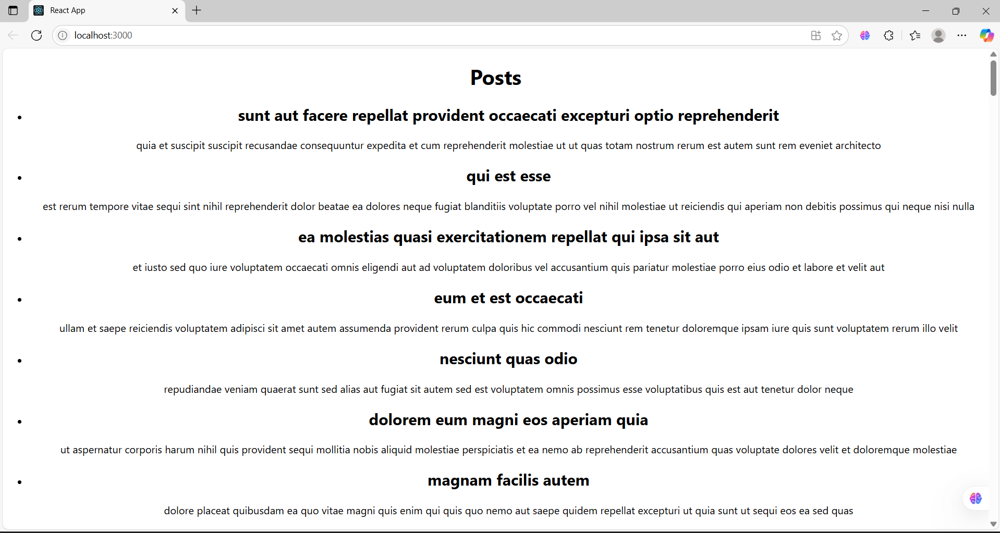 React App
localhost:3000
Posts
sunt aut facere repellat provident occaecati excepturi optio reprehenderit
quia et suscipit suscipit recusandae consequuntur expedita et cum reprehenderit molestiae ut ut quas totam nostrum rerum est autem sunt rem eveniet architecto
qui est esse
est rerum tempore vitae sequi sint nihil reprehenderit dolor beatae ea dolores neque fugiat blanditiis voluptate porro vel nihil molestiae ut reiciendis qui aperiam non debitis possimus qui neque nisi nulla
ea molestias quasi exercitationem repellat qui ipsa sit aut
et iusto sed quo iure voluptatem occaecati omnis eligendi aut ad voluptatem doloribus vel accusantium quis pariatur molestiae porro eius odio et labore et velit aut
eum et est occaecati
ullam et saepe reiciendis voluptatem adipisci sit amet autem assumenda provident rerum culpa quis hic commodi nesciunt rem tenetur doloremque ipsam iure quis sunt voluptatem rerum illo velit
nesciunt quas odio
repudiandae veniam quaerat sunt sed alias aut fugiat sit autem sed est voluptatem omnis possimus esse voluptatibus quis est aut tenetur dolor neque
dolorem eum magni eos aperiam quia
ut aspernatur corporis harum nihil quis provident sequi mollitia nobis aliquid molestiae perspiciatis et ea nemo ab reprehenderit accusantium quas voluptate dolores velit et doloremque molestiae
magnam facilis autem
dolore placeat quibusdam ea quo vitae magni quis enim qui quis quo nemo aut saepe quidem repellat excepturi ut quia sunt ut sequi eos ea sed quas